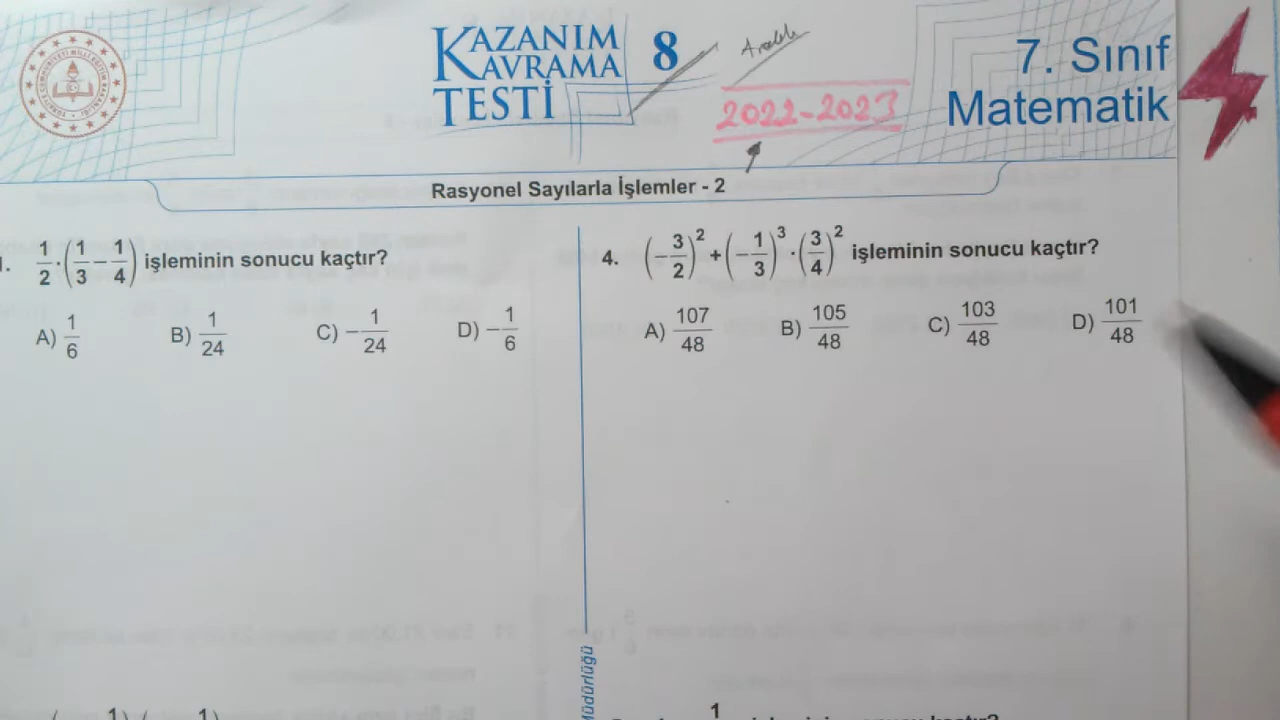 KAZANIM
KAVRAMA
TESTİ
8
Aralık
2022-2023
7. Sınıf
Matematik
Rasyonel Sayılarla İşlemler - 2
1. 1/2 · (1/3 − 1/4) işleminin sonucu kaçtır?
A) 1/6 B) 1/24 C) −1/24 D) −1/6
4. (−3/2)² + (−1/3)³ · (3/4)² işleminin sonucu kaçtır?
A) 107/48 B) 105/48 C) 103/48 D) 101/48
Müdürlüğü